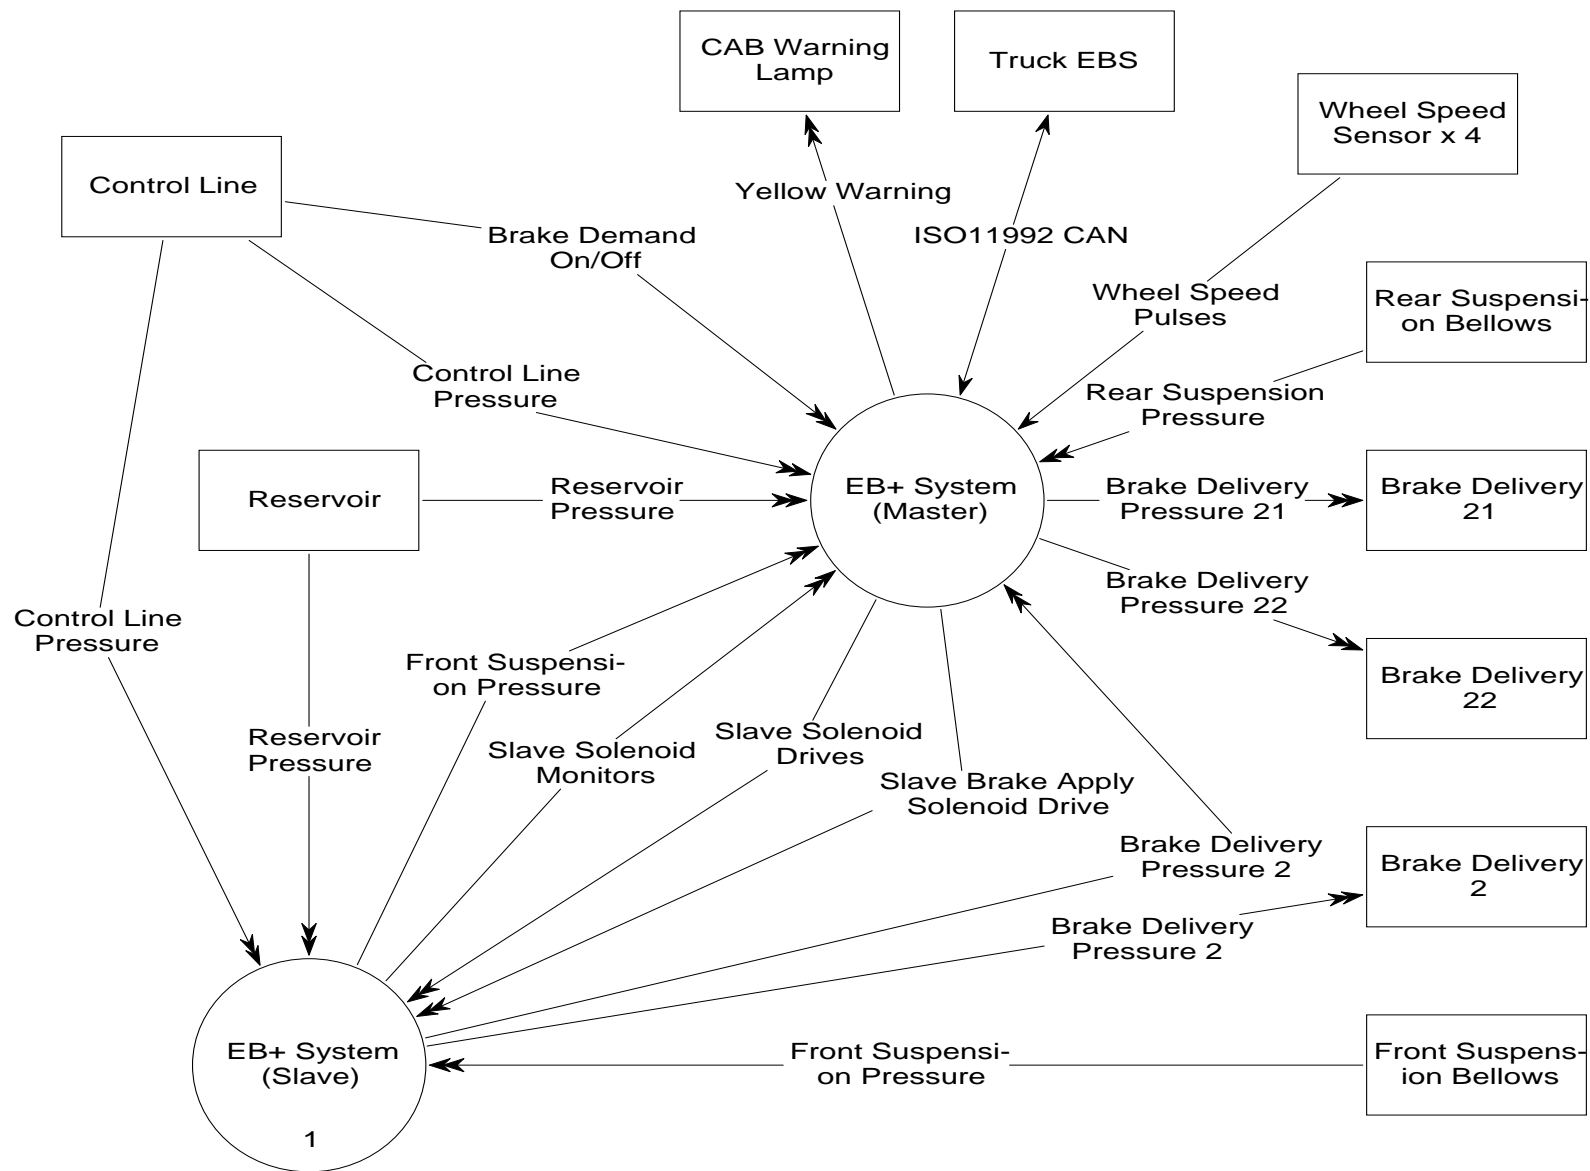 CAB Warning
Lamp
Truck EBS
Wheel Speed
Sensor x 4
Control Line
Yellow Warning
Brake Demand
On/Off
ISO11992 CAN
Wheel Speed
Pulses
Rear Suspensi-
on Bellows
Control Line
Pressure
Rear Suspension
Pressure
Reservoir
Reservoir
Pressure
EB+ System
(Master)
Brake Delivery
Pressure 21
Brake Delivery
21
Brake Delivery
Pressure 22
Control Line
Pressure
Front Suspensi-
on Pressure
Brake Delivery
22
Reservoir
Pressure
Slave Solenoid
Monitors
Slave Solenoid
Drives
Slave Brake Apply
Solenoid Drive
Brake Delivery
Pressure 2
Brake Delivery
2
Brake Delivery
Pressure 2
EB+ System
(Slave)
1
Front Suspensi-
on Pressure
Front Suspens-
ion Bellows